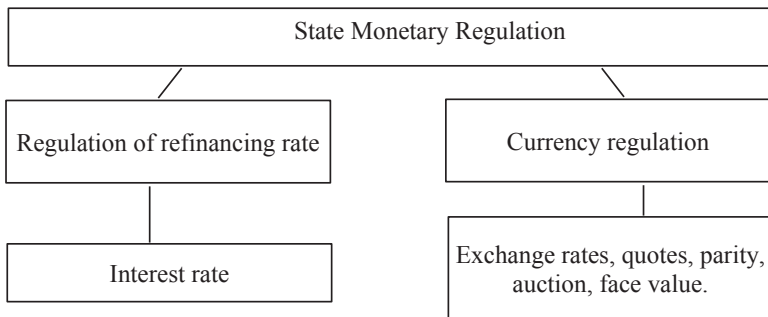 State Monetary Regulation
Regulation of refinancing rate
Currency regulation
Interest rate
Exchange rates, quotes, parity,
auction, face value.